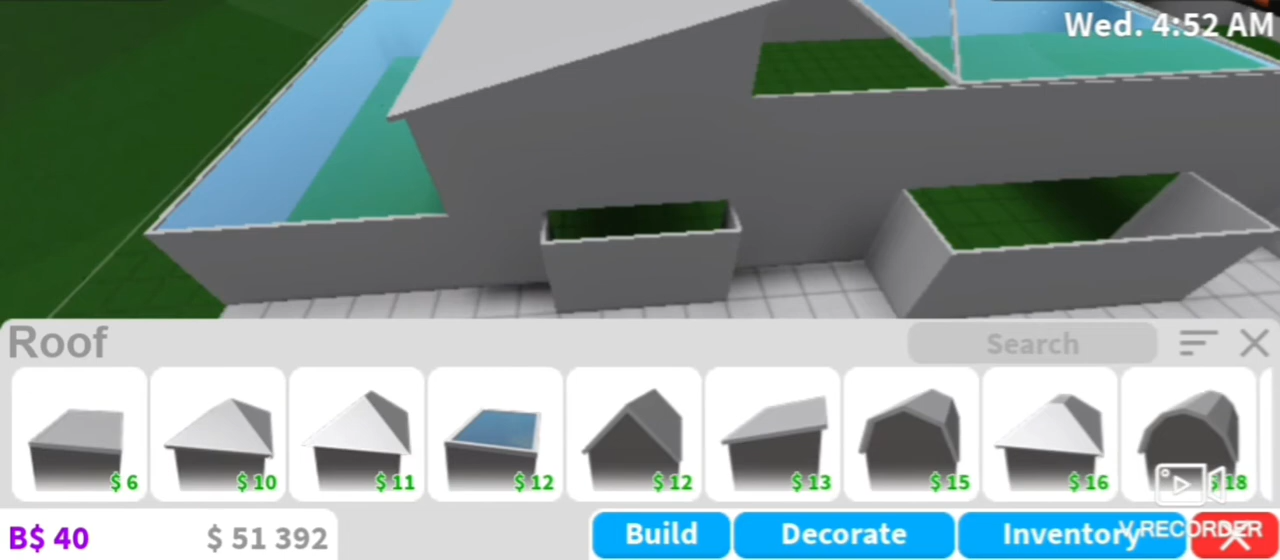 Wed. 4:52 AM
Roof
Search
$ 6
$ 10
$ 11
$ 12
$ 12
$ 13
$ 15
$ 16
$ 18
B$ 40
$ 51 392
Build
Decorate
Inventory
V.RECORDER